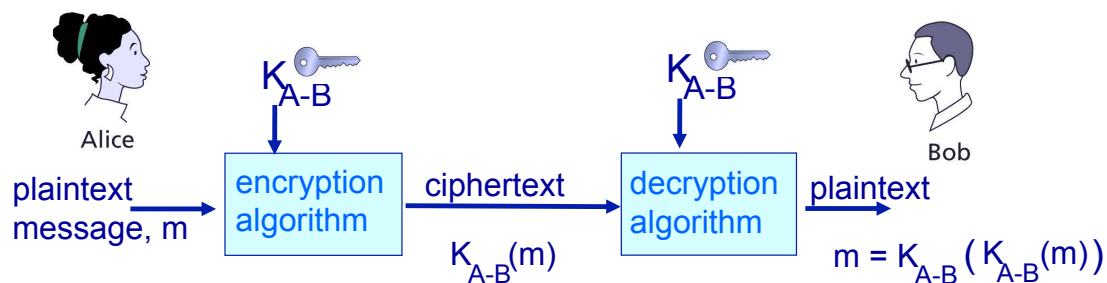 K A-B
K A-B
Alice
Bob
plaintext
message, m
encryption
algorithm
ciphertext
decryption
algorithm
plaintext
K A-B (m)
m = K A-B ( K A-B (m) )